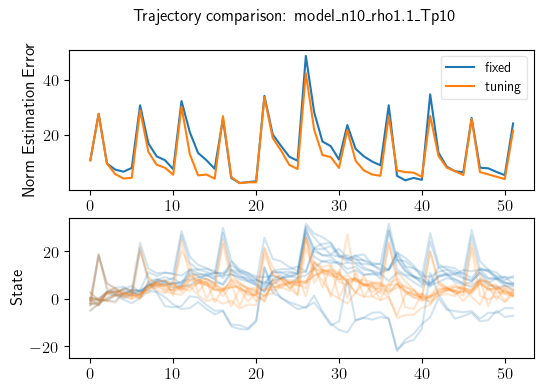 Trajectory comparison: model_n10_rho1.1_Tp10
Norm Estimation Error
40
20
fixed
tuning
0 10 20 30 40 50
State
20
0
−20
0 10 20 30 40 50